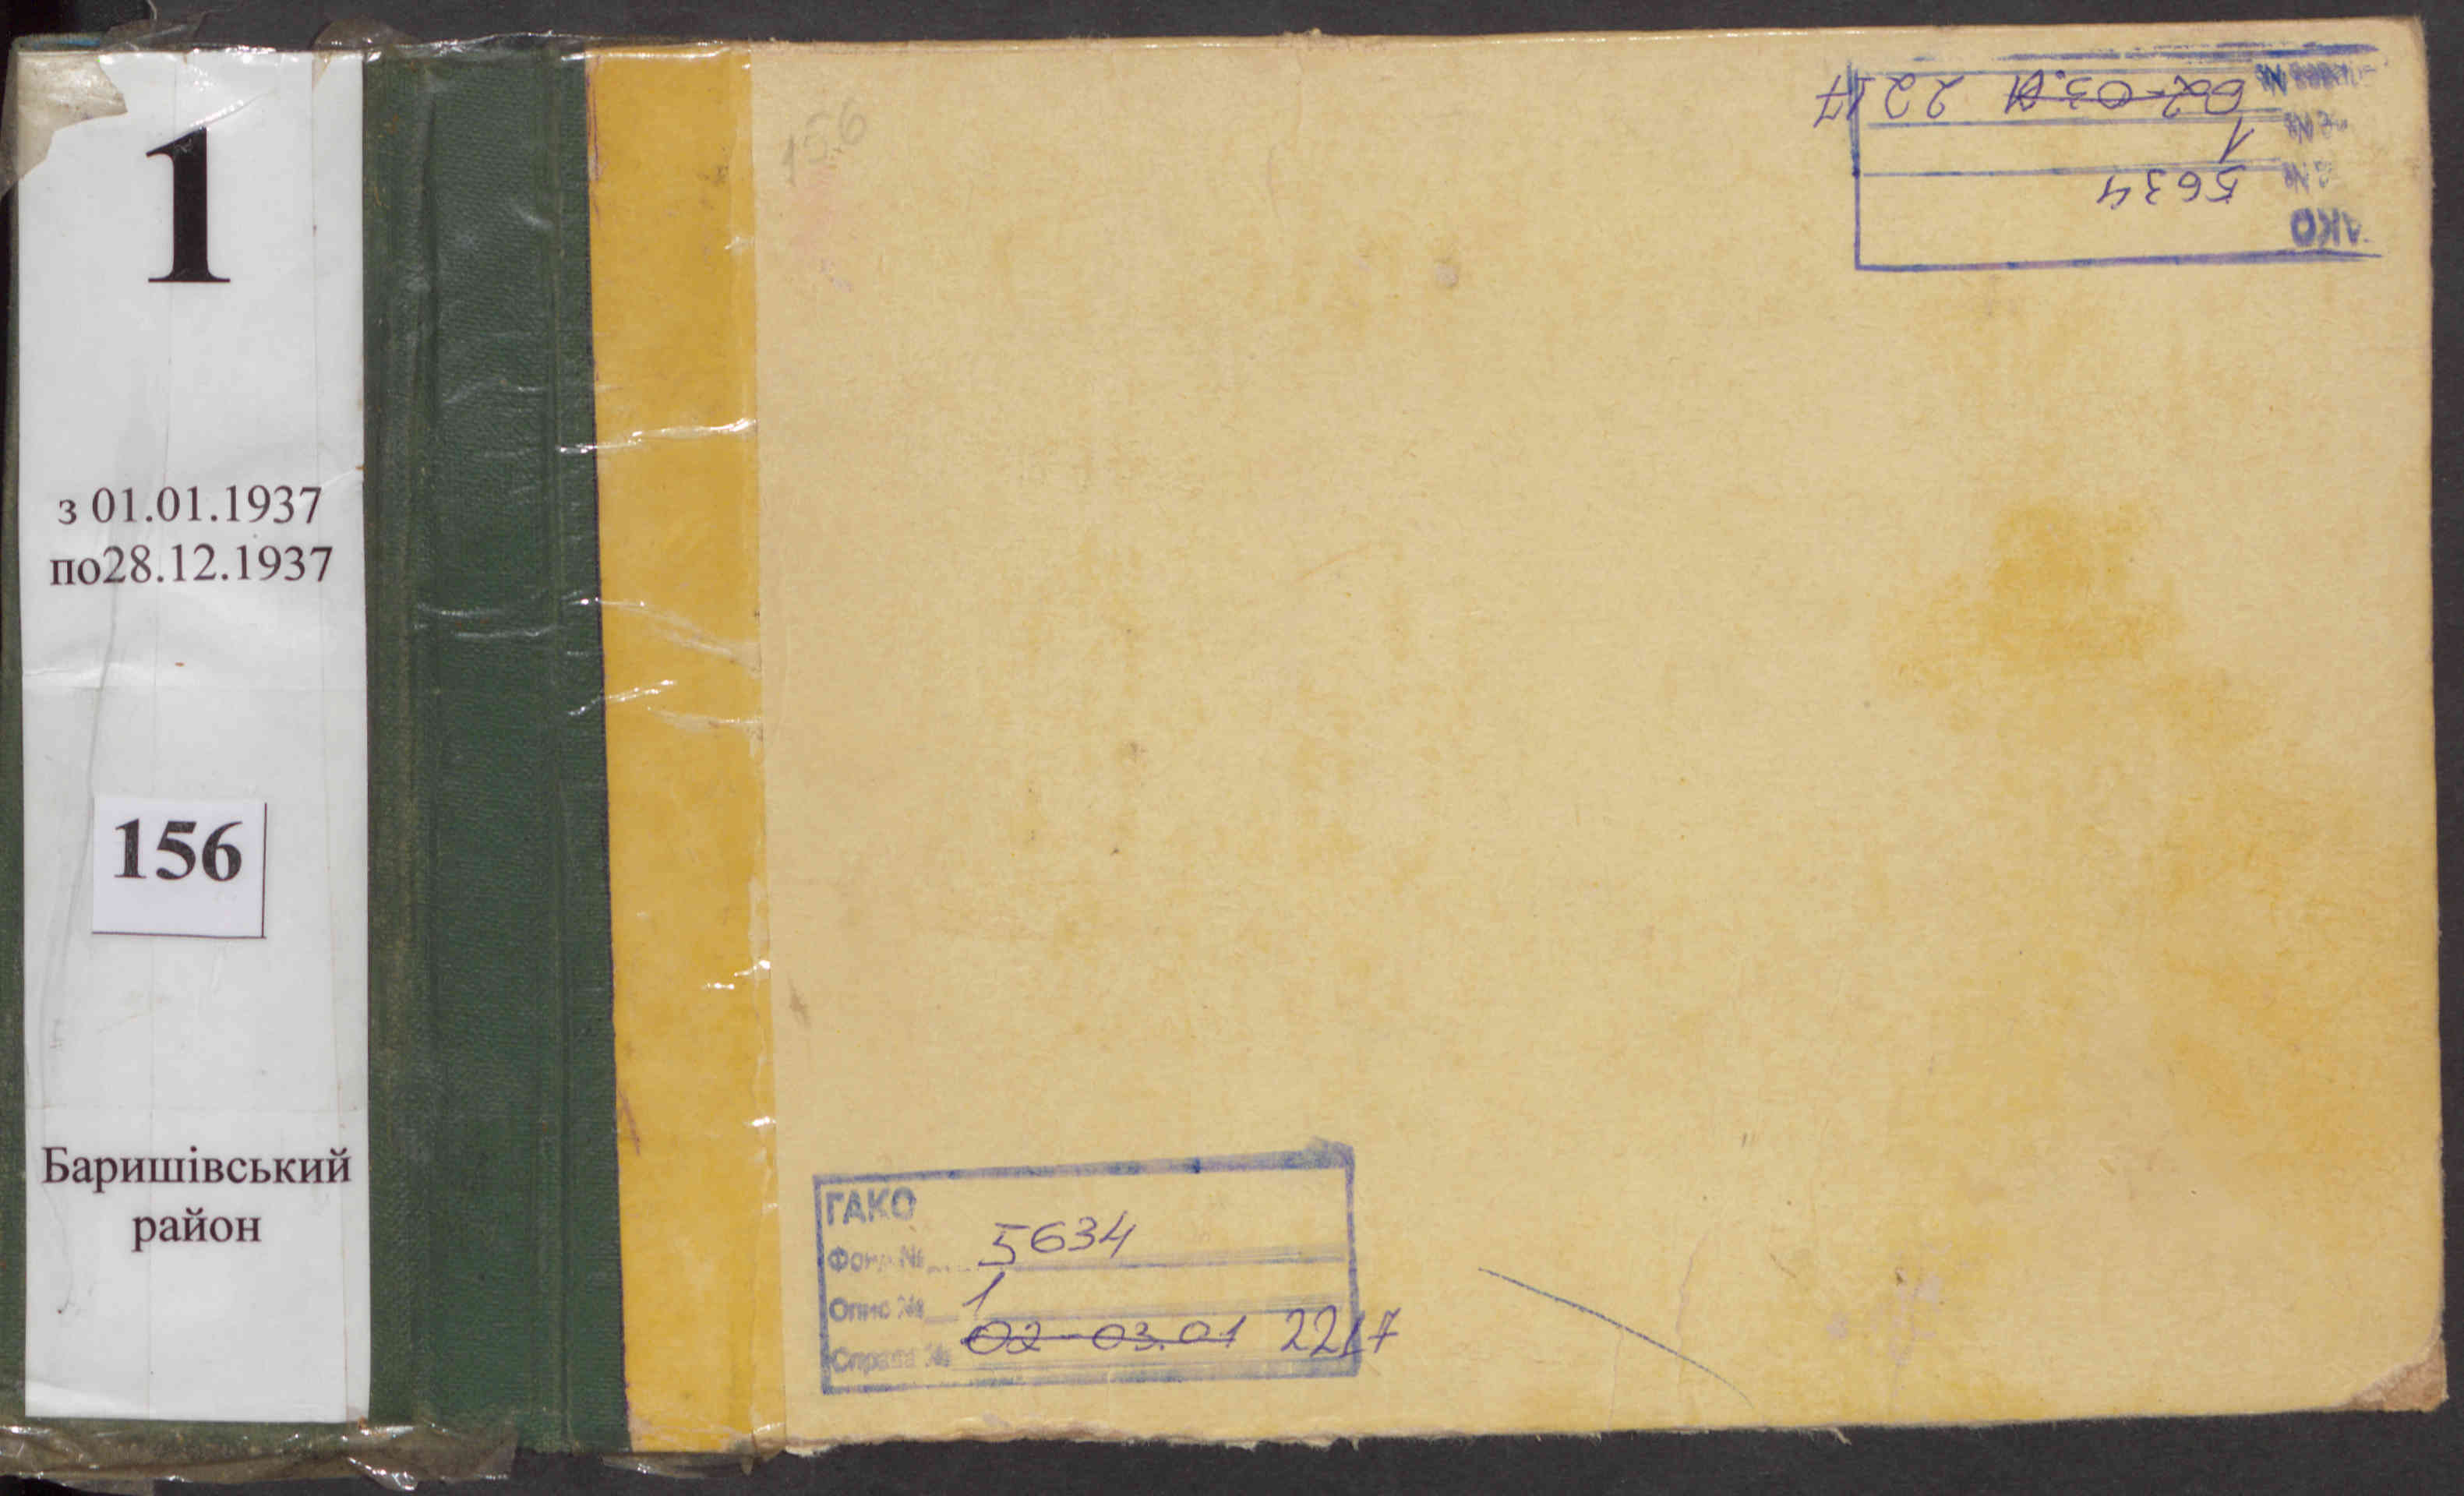 1
з 01.01.1937
по28.12.1937
156
Баришівський
район
156
ГАКО
Фонд № 5634
Опис № 1
Справа № 02-03.01 2217
02-03.01 2217
1
5634
АКО